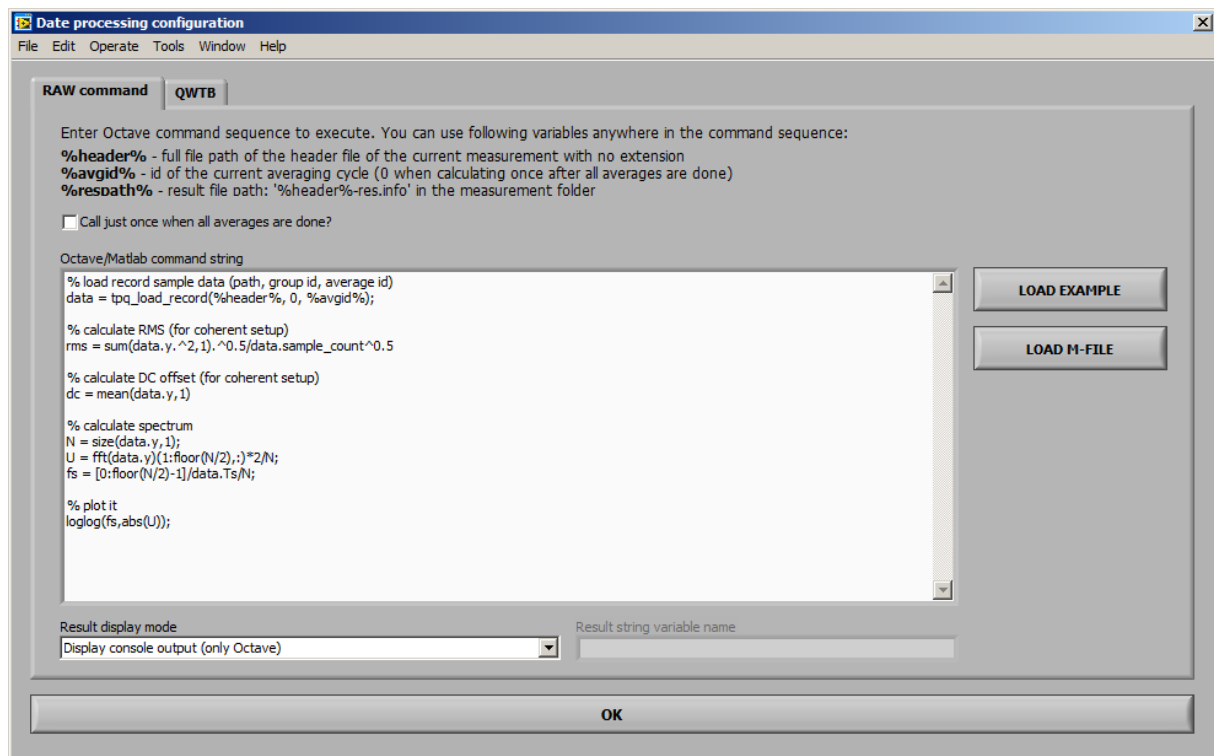 Date processing configuration
File Edit Operate Tools Window Help
RAW command QWTB
Enter Octave command sequence to execute. You can use following variables anywhere in the command sequence:
%header% - full file path of the header file of the current measurement with no extension
%avgid% - id of the current averaging cycle (0 when calculating once after all averages are done)
%respath% - result file path: '%header%-res.info' in the measurement folder
Call just once when all averages are done?
Octave/Matlab command string
% load record sample data (path, group id, average id)
data = tpq_load_record(%header%, 0, %avgid%);
% calculate RMS (for coherent setup)
rms = sum(data.y.^2,1).^0.5/data.sample_count^0.5
% calculate DC offset (for coherent setup)
dc = mean(data.y,1)
% calculate spectrum
N = size(data.y,1);
U = fft(data.y)(1:floor(N/2),:)*2/N;
fs = [0:floor(N/2)-1]/data.Ts/N;
% plot it
loglog(fs,abs(U));
LOAD EXAMPLE
LOAD M-FILE
Result display mode
Display console output (only Octave)
Result string variable name
OK